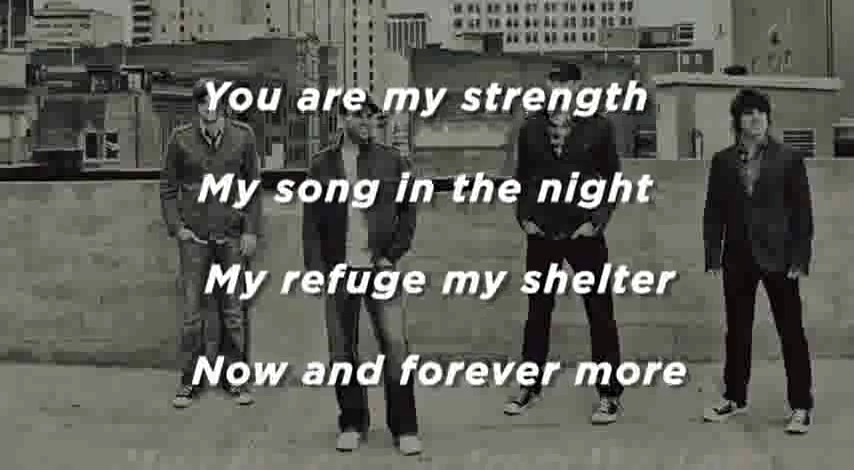 You are my strength
My song in the night
My refuge my shelter
Now and forever more